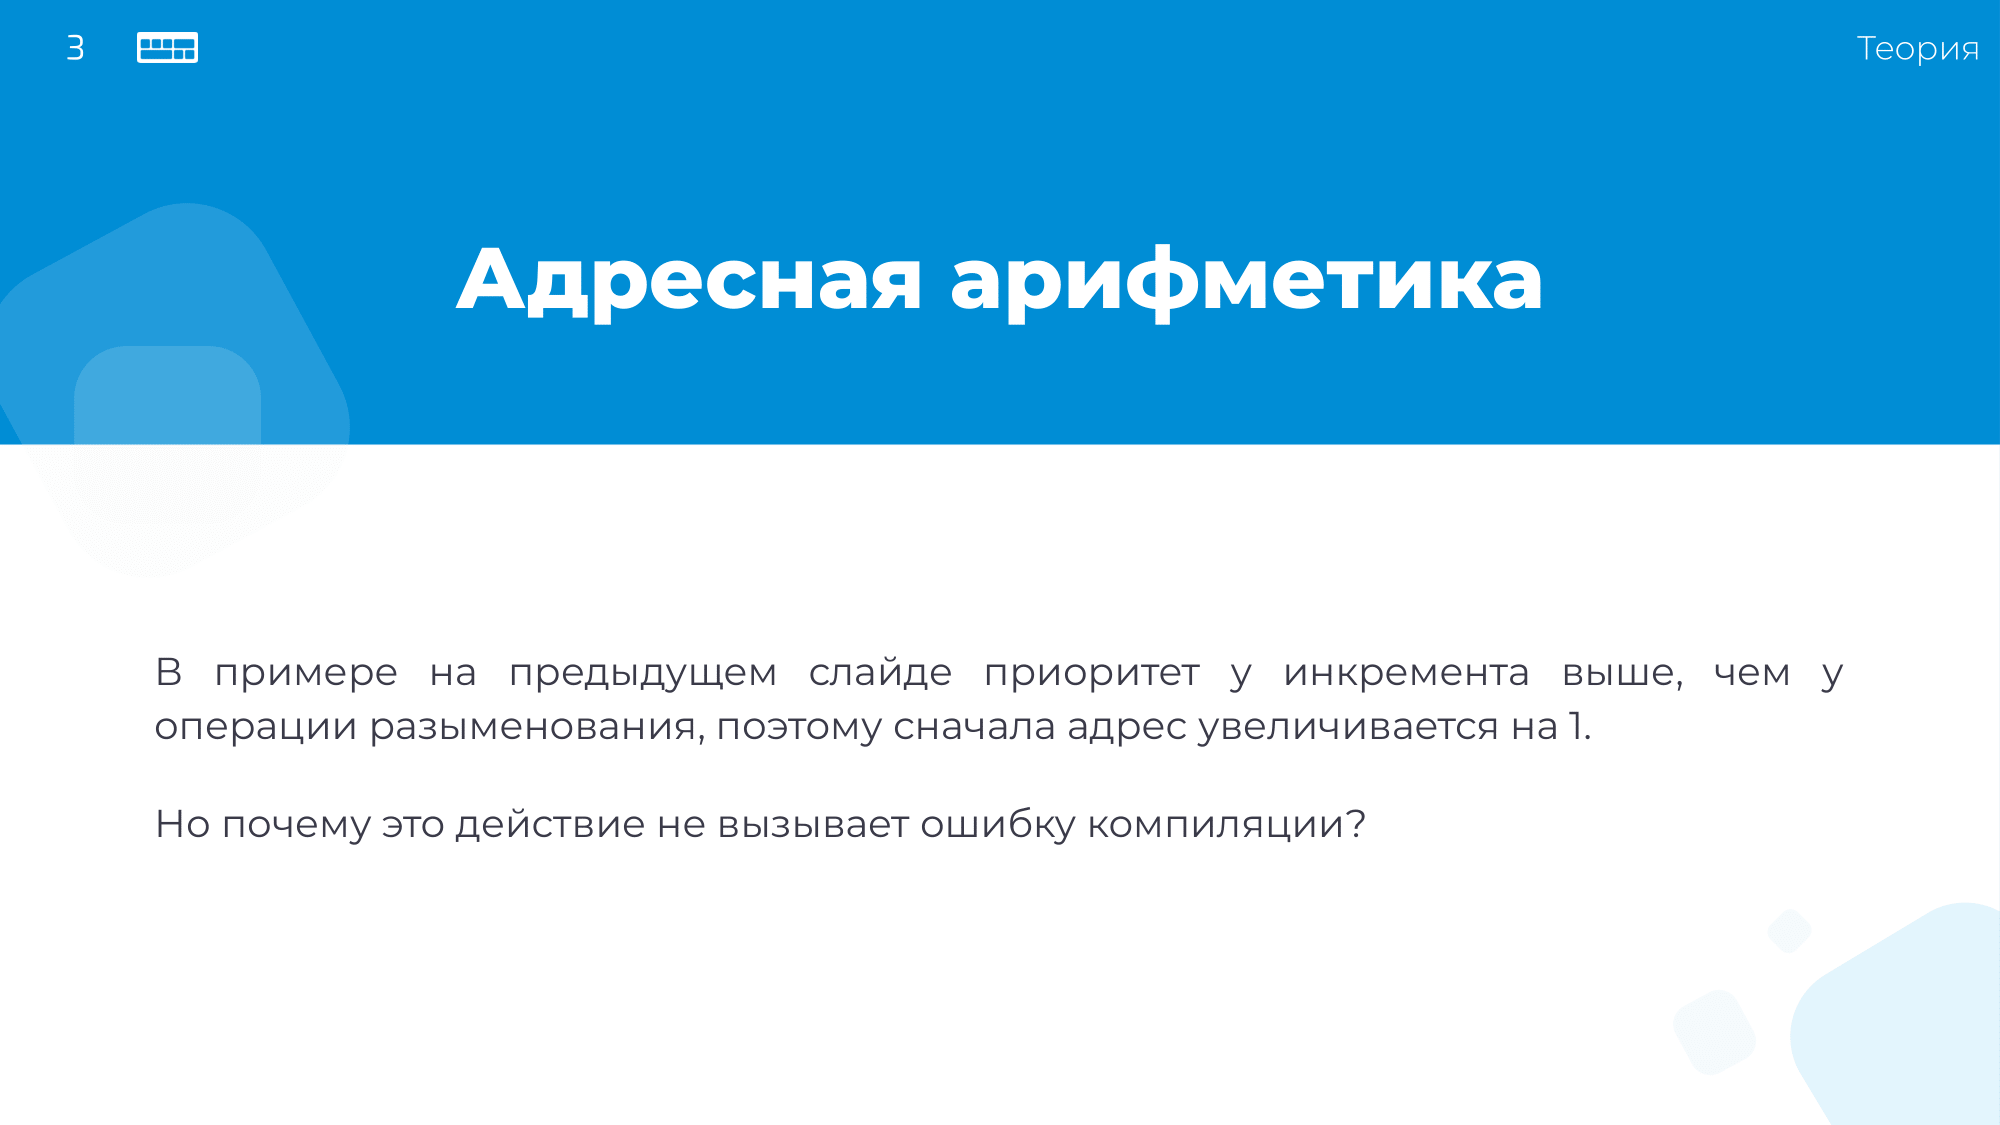 3
Теория
Адресная арифметика
В примере на предыдущем слайде приоритет у инкремента выше, чем у
операции разыменования, поэтому сначала адрес увеличивается на 1.
Но почему это действие не вызывает ошибку компиляции?